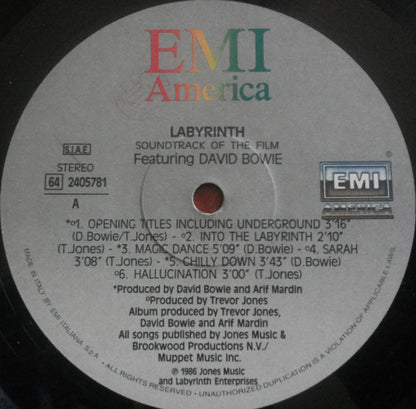 EMI
America
LABYRINTH
SOUNDTRACK OF THE FILM
Featuring DAVID BOWIE
S.I.A.E.
STEREO
64 2405781
A
EMI
AMERICA
*º1. OPENING TITLES INCLUDING UNDERGROUND 3'16"
(D.Bowie/T.Jones) - º2. INTO THE LABYRINTH 2'10"
(T.Jones) - *3. MAGIC DANCE 5'09" (D.Bowie) - º4. SARAH
3'08" (T.Jones) - *5. CHILLY DOWN 3'43" (D.Bowie)
º6. HALLUCINATION 3'00" (T.Jones)
*Produced by David Bowie and Arif Mardin
ºProduced by Trevor Jones
Album produced by Trevor Jones,
David Bowie and Arif Mardin
All songs published by Jones Music &
Brookwood Productions N.V./
Muppet Music Inc.
℗ 1986 Jones Music
and Labyrinth Enterprises
MADE IN ITALY BY EMI ITALIANA S.p.A. - ALL RIGHTS RESERVED - UNAUTHORIZED DUPLICATION IS A VIOLATION OF APPLICABLE LAWS.